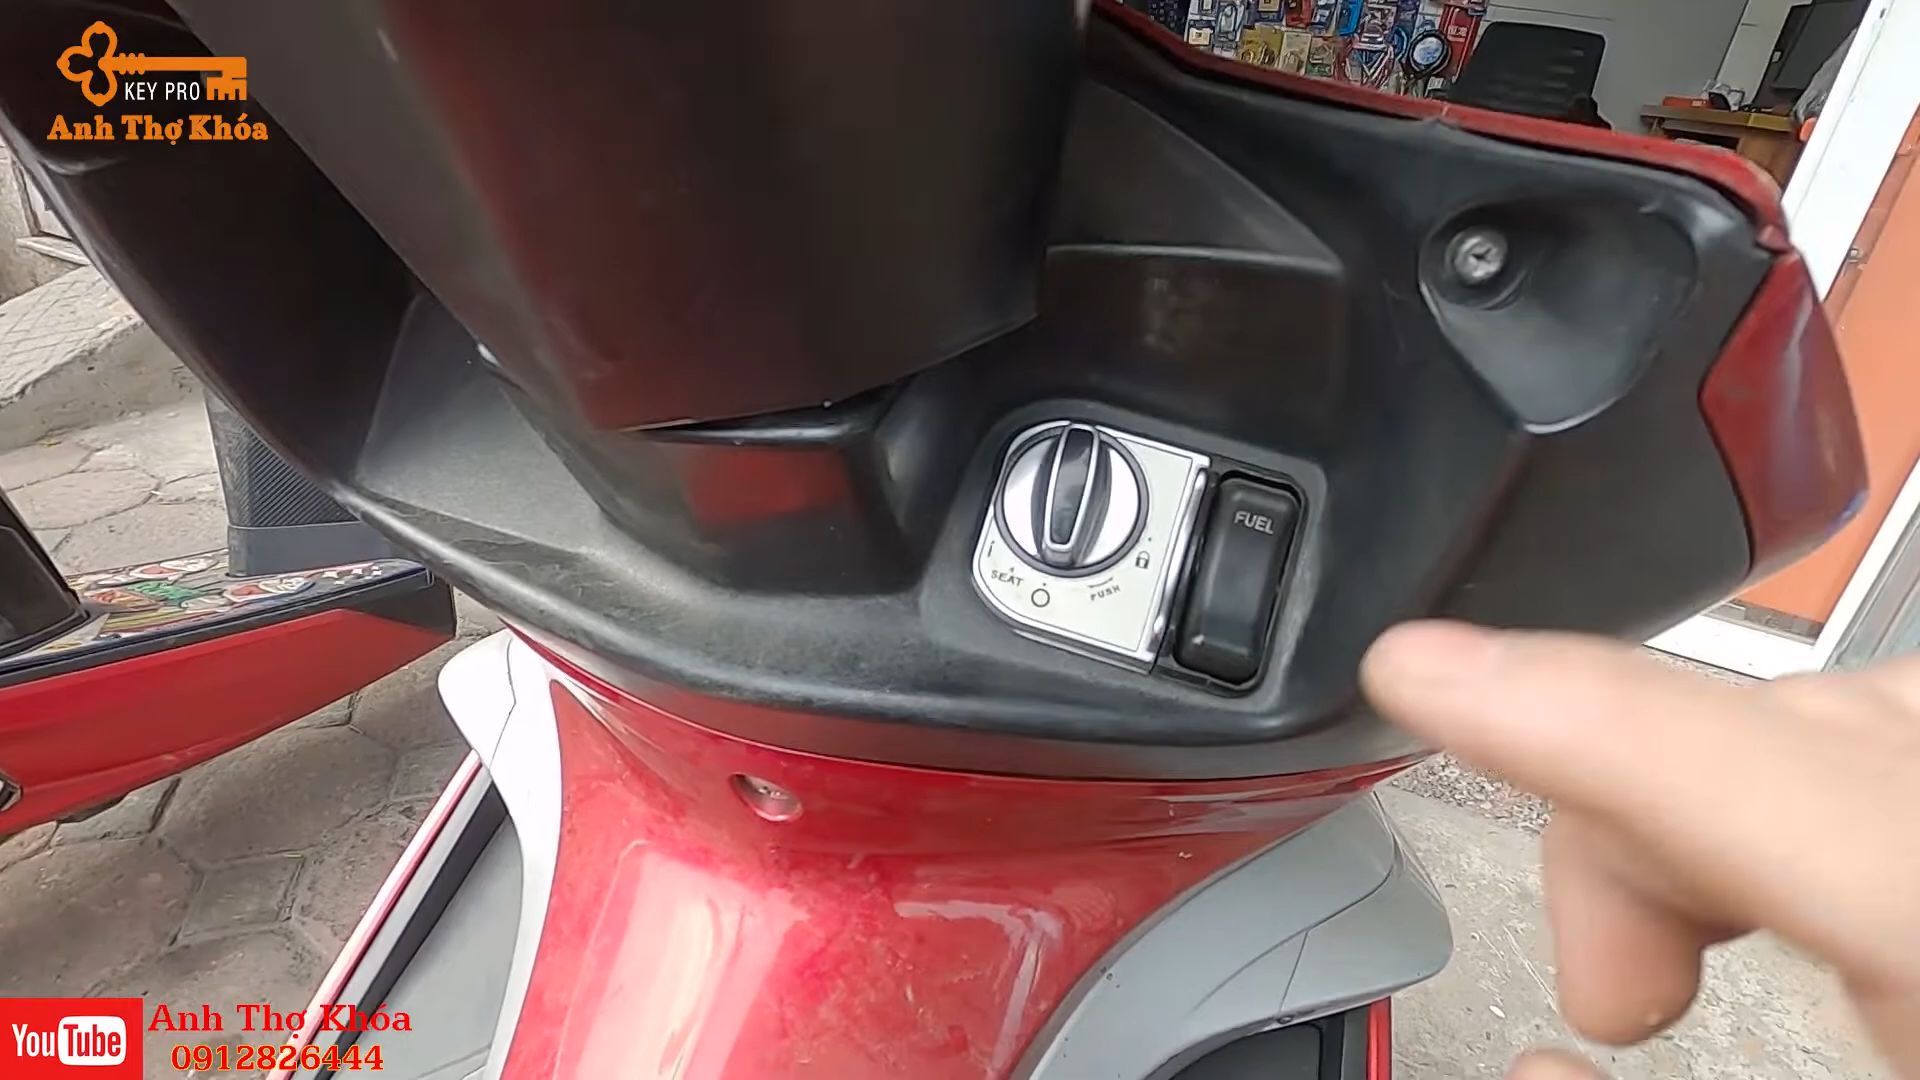 KEY PRO
Anh Thợ Khóa
FUEL
SEAT
PUSH
YouTube
Anh Thợ Khóa
0912826444